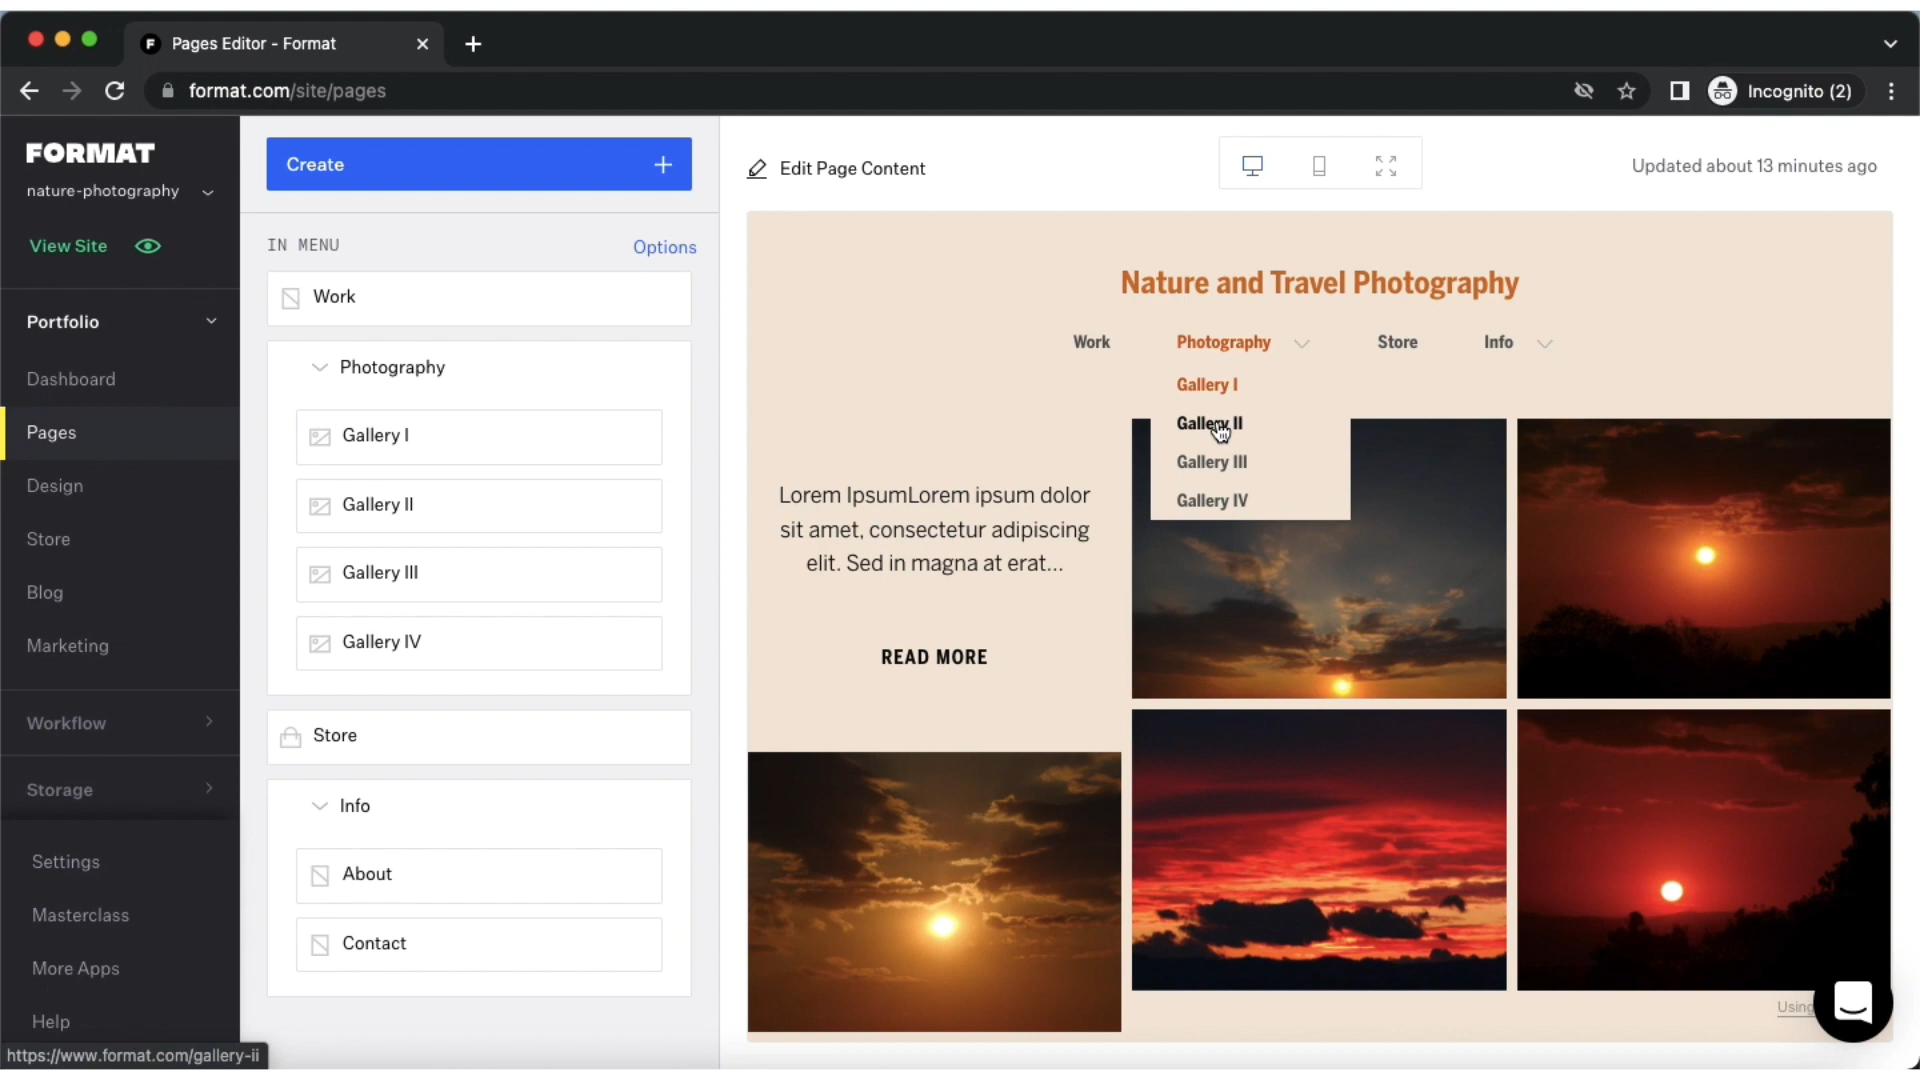 Pages Editor - Format
format.com/site/pages
Incognito (2)
FORMAT
nature-photography
View Site
Portfolio
Dashboard
Pages
Design
Store
Blog
Marketing
Workflow
Storage
Settings
Masterclass
More Apps
Help
https://www.format.com/gallery-ii
Create
IN MENU
Options
Work
Photography
Gallery I
Gallery II
Gallery III
Gallery IV
Store
Info
About
Contact
Edit Page Content
Updated about 13 minutes ago
Nature and Travel Photography
Work Photography Store Info
Gallery I
Gallery II
Gallery III
Gallery IV
Lorem IpsumLorem ipsum dolor
sit amet, consectetur adipiscing
elit. Sed in magna at erat...
READ MORE
Using